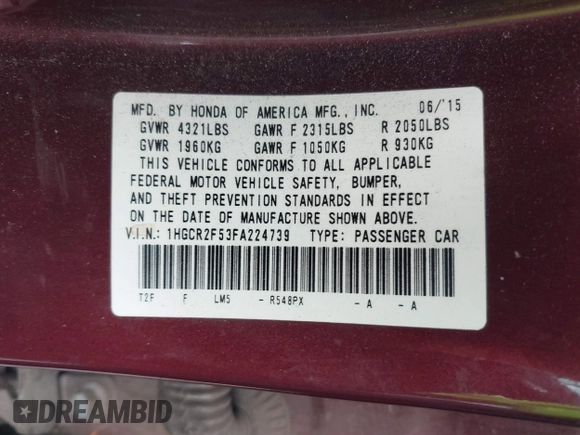 MFD. BY HONDA OF AMERICA MFG., INC. 06/'15
GVWR 4321LBS GAWR F 2315LBS R 2050LBS
GVWR 1960KG GAWR F 1050KG R 930KG
THIS VEHICLE CONFORMS TO ALL APPLICABLE
FEDERAL MOTOR VEHICLE SAFETY, BUMPER,
AND THEFT PREVENTION STANDARDS IN EFFECT
ON THE DATE OF MANUFACTURE SHOWN ABOVE.
V.I.N.: 1HGCR2F53FA224739 TYPE: PASSENGER CAR
T2F F LM5 - R548PX - A - A
DREAMBID